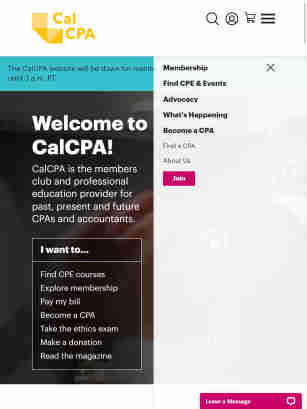 Cal
CPA
The CalCPA website will be down for
until 3 p.m. PT.
Welcome to
CalCPA!
CalCPA is the members
club and professional
education provider for
past, present and future
CPAs and accountants.
I want to...
Find CPE courses
Explore membership
Pay my bill
Become a CPA
Take the ethics exam
Make a donation
Read the magazine
Membership
Find CPE & Events
Advocacy
What's Happening
Become a CPA
Find a CPA
About Us
Join
Leave a Message